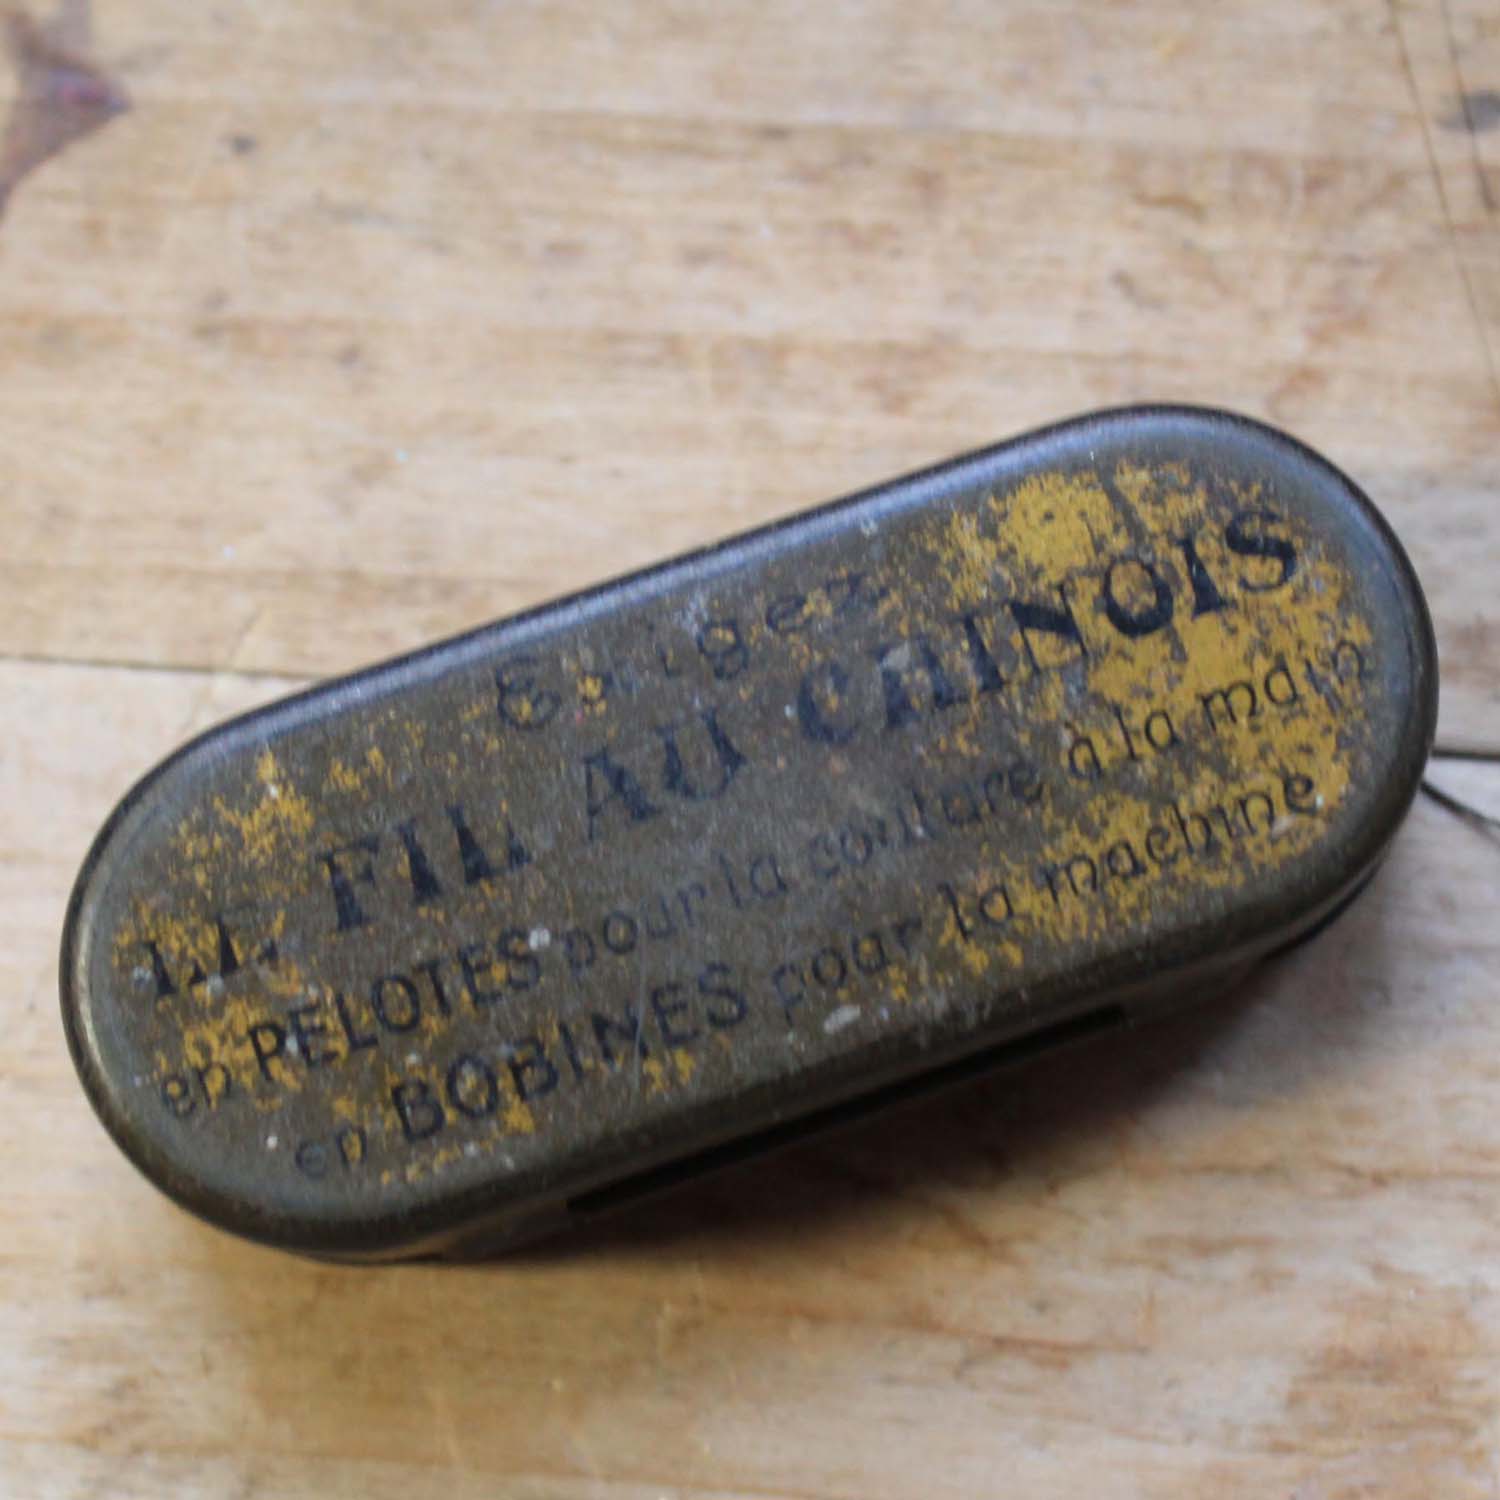 Exigez
LE FIL AU CHINOIS
en PELOTES pour la couture à la main
en BOBINES pour la machine